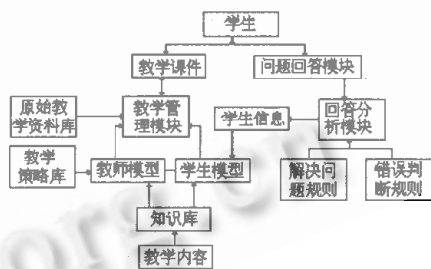 学生
教学课件
问题回答模块
原始教
学资料库
教学管
理模块
学生信息
回答分
析模块
教学
策略库
教师模型
学生模型
解决问
题规则
错误判
断规则
知识库
教学内容